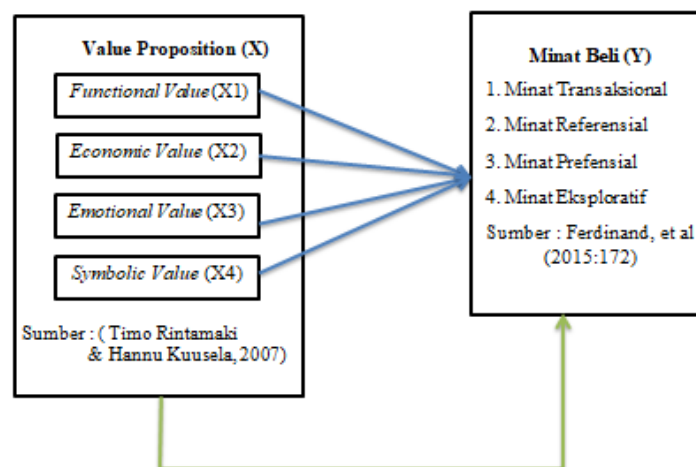 Value Proposition (X)
Functional Value (X1)
Economic Value (X2)
Emotional Value (X3)
Symbolic Value (X4)
Sumber : ( Timo Rintamaki
& Hannu Kuusela, 2007)
Minat Beli (Y)
1. Minat Transaksional
2. Minat Referensial
3. Minat Prefensial
4. Minat Eksploratif
Sumber : Ferdinand, et al
(2015:172)